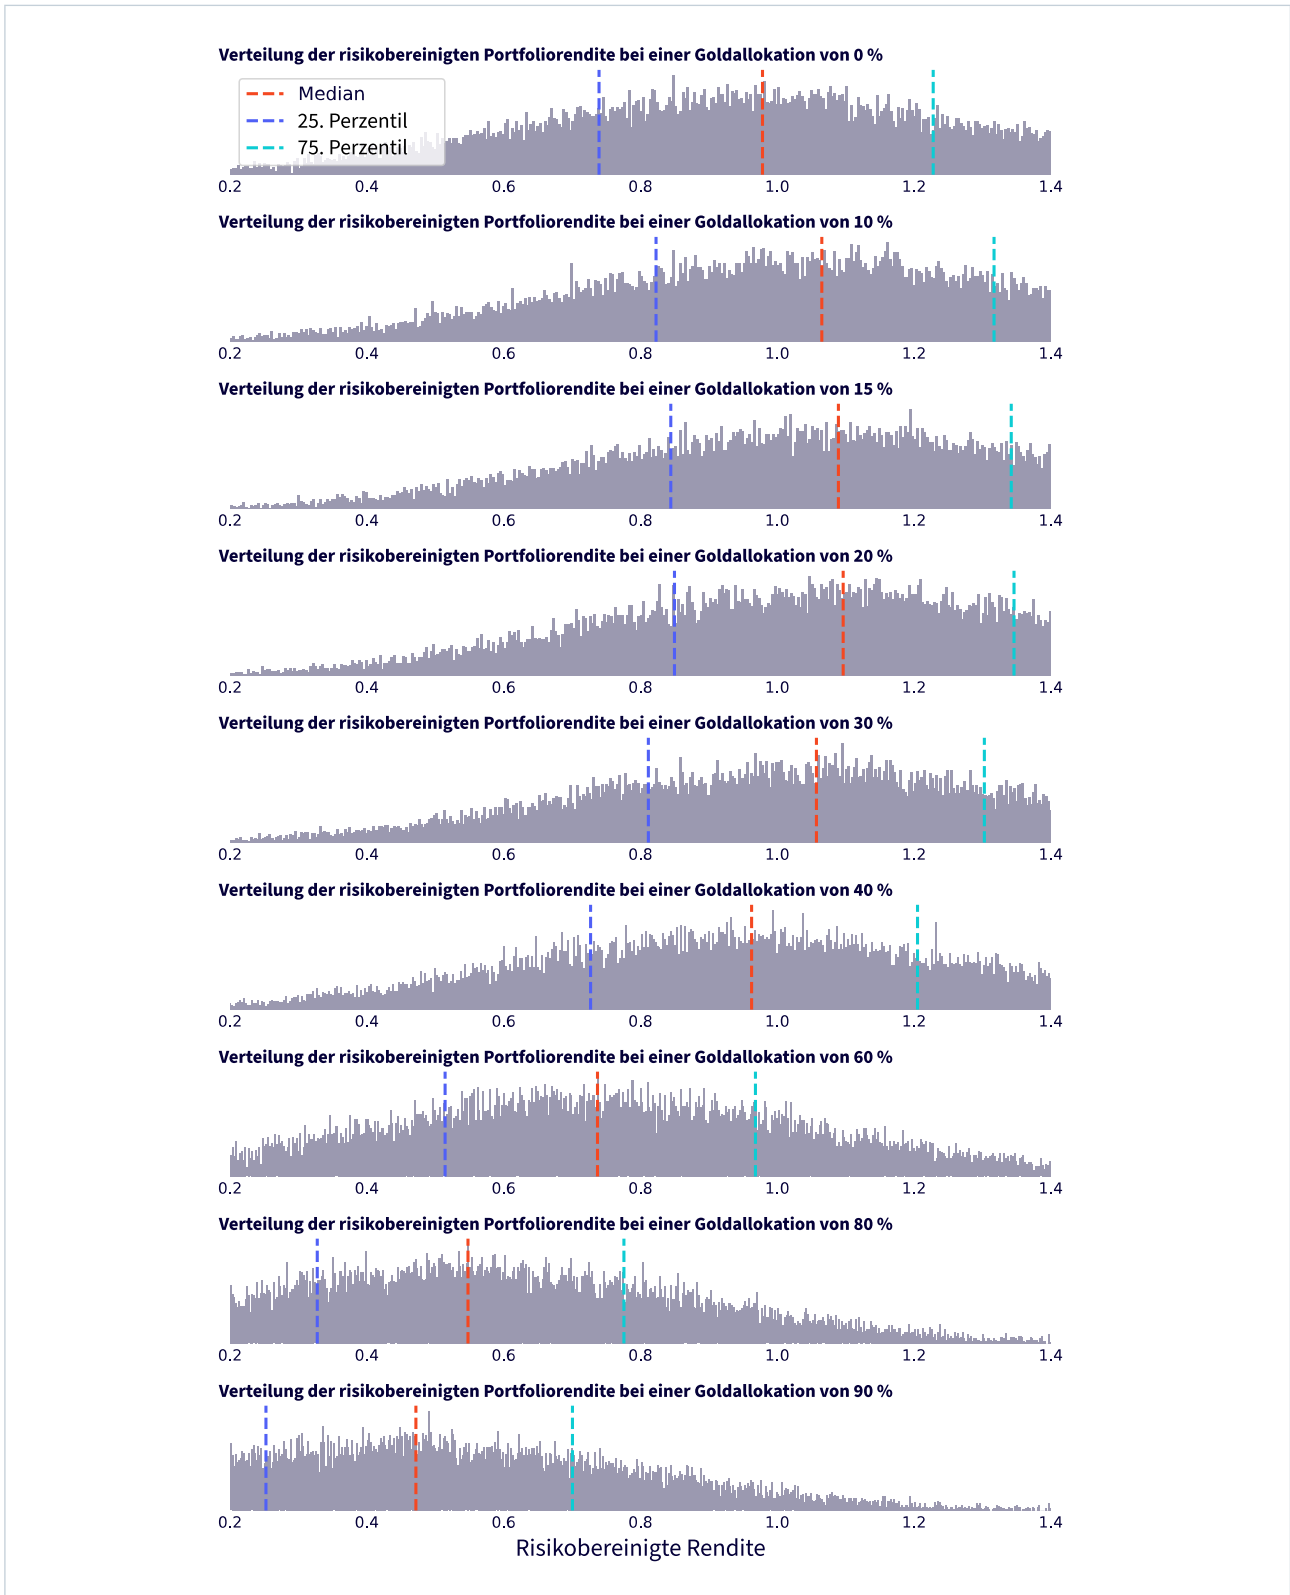 Verteilung der risikobereinigten Portfoliorendite bei einer Goldallokation von 0 %
Median
25. Perzentil
75. Perzentil
0.2 0.4 0.6 0.8 1.0 1.2 1.4
Verteilung der risikobereinigten Portfoliorendite bei einer Goldallokation von 10 %
0.2 0.4 0.6 0.8 1.0 1.2 1.4
Verteilung der risikobereinigten Portfoliorendite bei einer Goldallokation von 15 %
0.2 0.4 0.6 0.8 1.0 1.2 1.4
Verteilung der risikobereinigten Portfoliorendite bei einer Goldallokation von 20 %
0.2 0.4 0.6 0.8 1.0 1.2 1.4
Verteilung der risikobereinigten Portfoliorendite bei einer Goldallokation von 30 %
0.2 0.4 0.6 0.8 1.0 1.2 1.4
Verteilung der risikobereinigten Portfoliorendite bei einer Goldallokation von 40 %
0.2 0.4 0.6 0.8 1.0 1.2 1.4
Verteilung der risikobereinigten Portfoliorendite bei einer Goldallokation von 60 %
0.2 0.4 0.6 0.8 1.0 1.2 1.4
Verteilung der risikobereinigten Portfoliorendite bei einer Goldallokation von 80 %
0.2 0.4 0.6 0.8 1.0 1.2 1.4
Verteilung der risikobereinigten Portfoliorendite bei einer Goldallokation von 90 %
0.2 0.4 0.6 0.8 1.0 1.2 1.4
Risikobereinigte Rendite